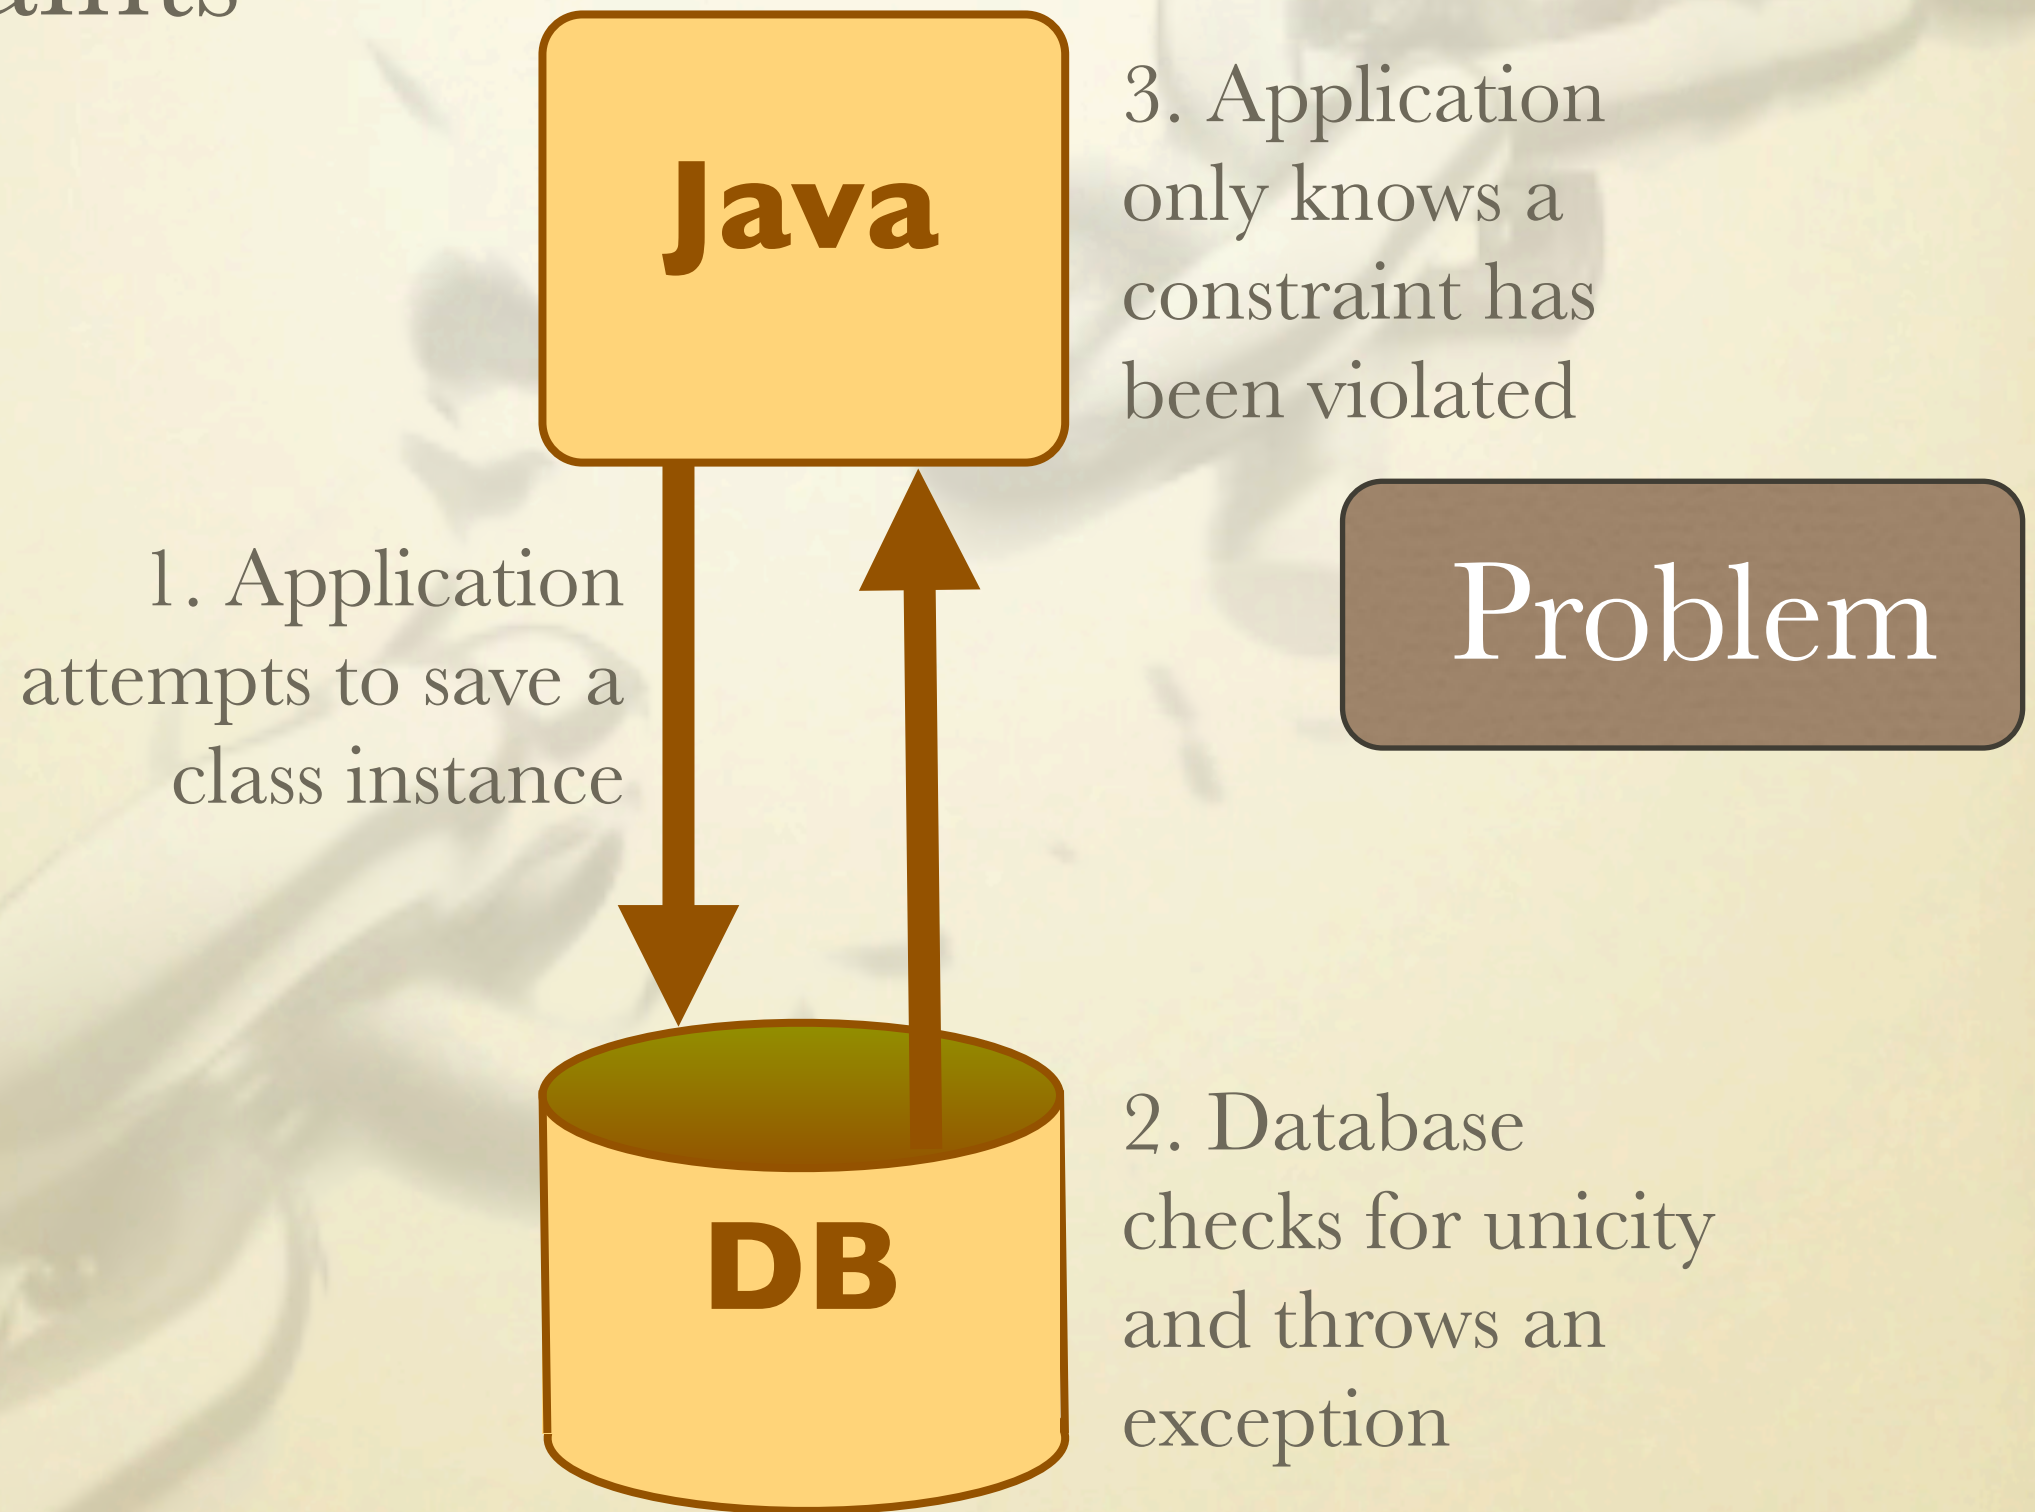 Java
3. Application
only knows a
constraint has
been violated
1. Application
attempts to save a
class instance
Problem
DB
2. Database
checks for unicity
and throws an
exception